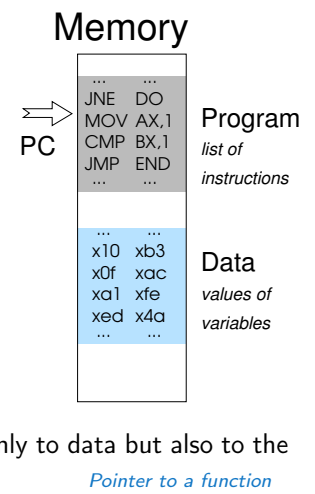 Memory
... ...
JNE DO
MOV AX,1
CMP BX,1
JMP END
... ...
PC
Program
list of
instructions
... ...
x10 xb3
x0f xac
xa1 xfe
xed x4a
... ...
Data
values of
variables
nly to data but also to the
Pointer to a function